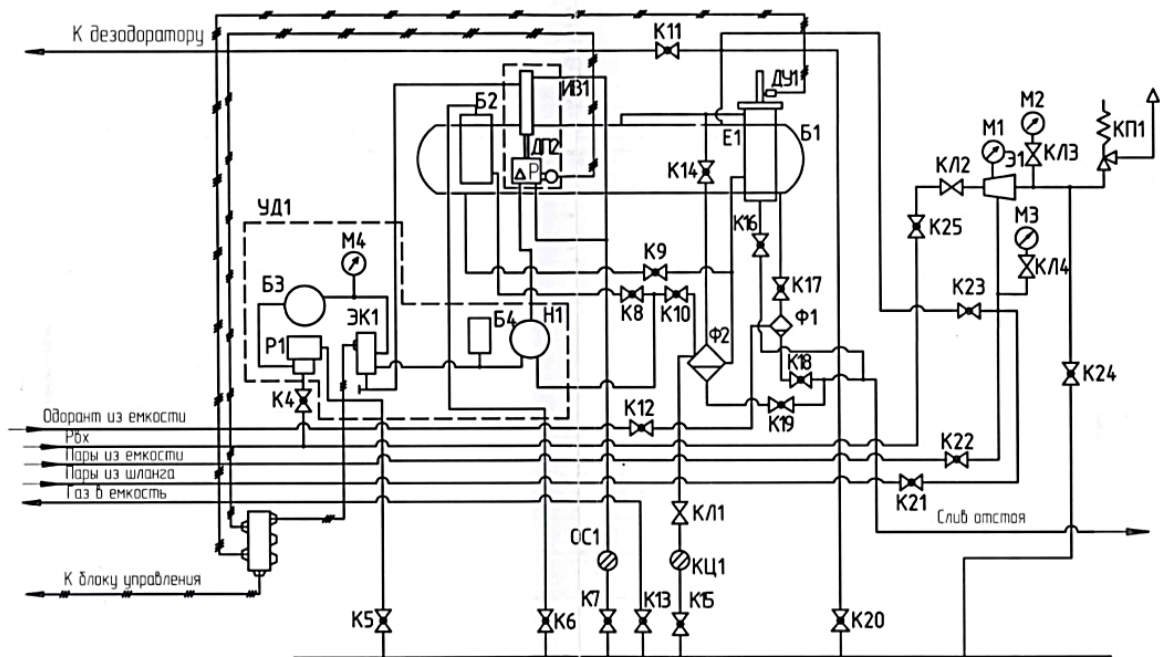 К дезодоратору
К11
ИВ1
ДУ1
Б2
ДП2
ΔР
Е1
Б1
К14
М1
М2
Э1
КЛ3
КП1
КЛ2
К25
М3
КЛ4
УД1
М4
К16
К9
К17
К23
Б3
ЭК1
Б4
Н1
К8
К10
Ф2
Ф1
Р1
К18
К24
К4
К12
К19
Одорант из емкости
Рвх
К22
Пары из емкости
Пары из шланга
К21
Газ в емкость
КЛ1
Слив отстоя
ОС1
КЦ1
К блоку управления
К5
К6
К7
К13
К15
К20